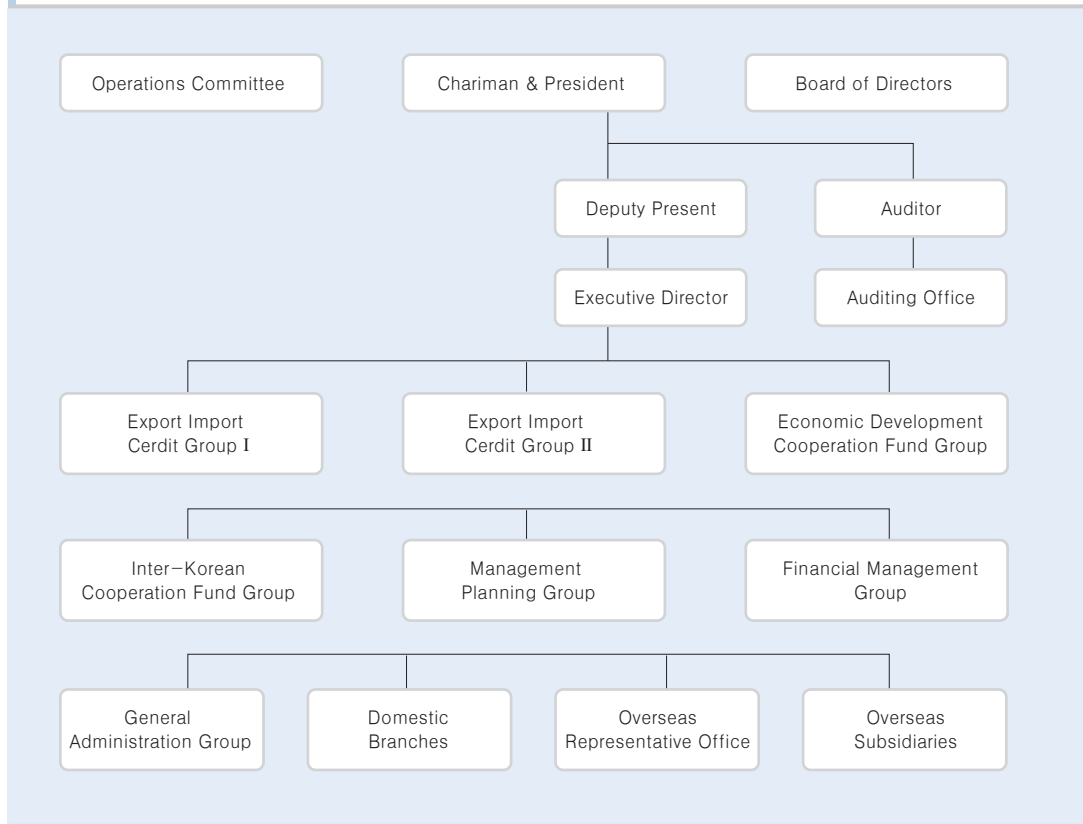 Operations Committee
Chariman & President
Board of Directors
Deputy Present
Auditor
Executive Director
Auditing Office
Export Import
Cerdit Group I
Export Import
Cerdit Group II
Economic Development
Cooperation Fund Group
Inter-Korean
Cooperation Fund Group
Management
Planning Group
Financial Management
Group
General
Administration Group
Domestic
Branches
Overseas
Representative Office
Overseas
Subsidiaries